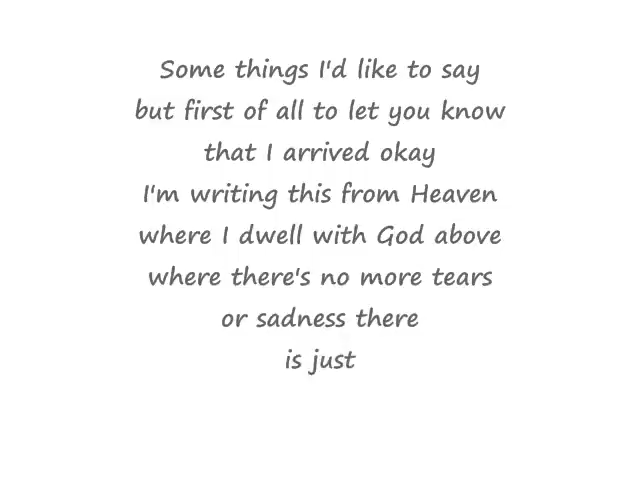 Some things I'd like to say
but first of all to let you know
that I arrived okay
I'm writing this from Heaven
where I dwell with God above
where there's no more tears
or sadness there
is just